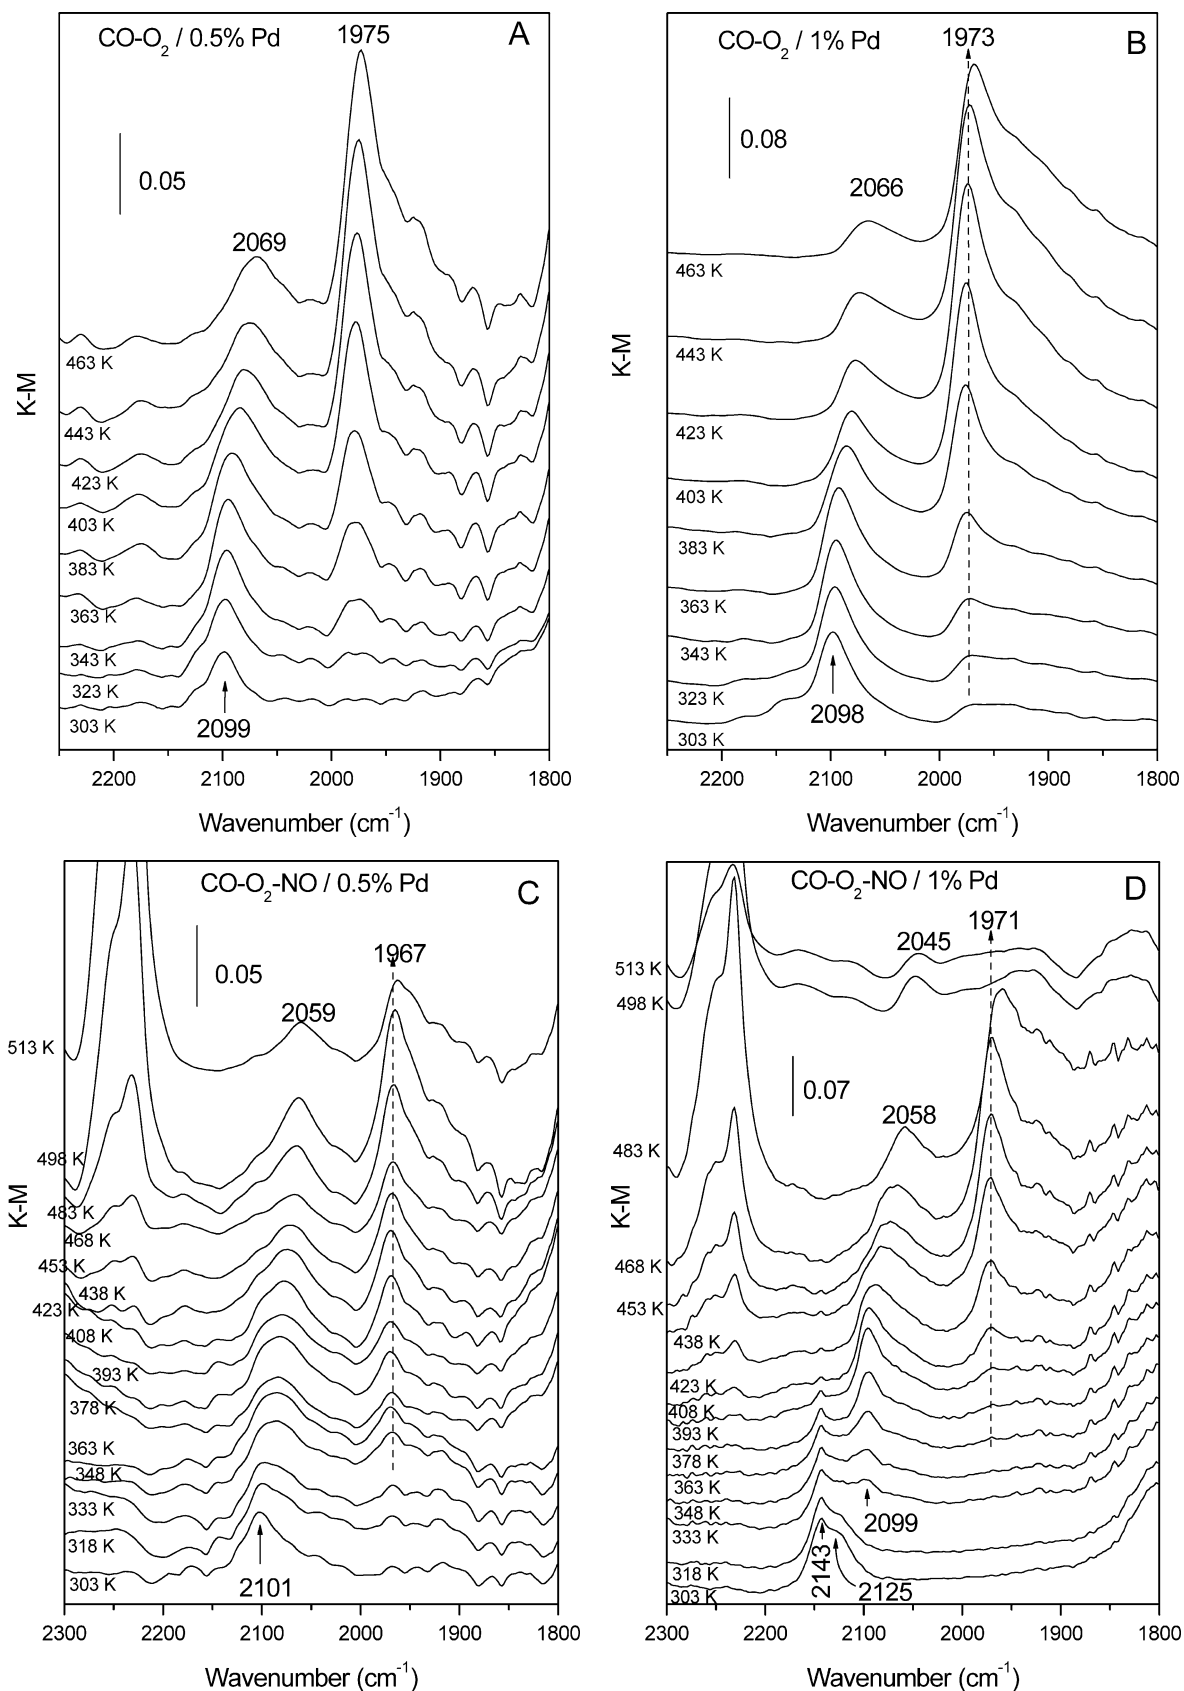 CO-O2 / 0.5% Pd
1975
A
0.05
2069
K-M
463 K
443 K
423 K
403 K
383 K
363 K
343 K
323 K
303 K
2099
2200 2100 2000 1900 1800
Wavenumber (cm-1)
CO-O2 / 1% Pd
1973
B
0.08
2066
K-M
463 K
443 K
423 K
403 K
383 K
363 K
343 K
323 K
303 K
2098
2200 2100 2000 1900 1800
Wavenumber (cm-1)
CO-O2-NO / 0.5% Pd
C
0.05
1967
2059
K-M
513 K
498 K
483 K
468 K
453 K
438 K
423 K
408 K
393 K
378 K
363 K
348 K
333 K
318 K
303 K
2101
2300 2200 2100 2000 1900 1800
Wavenumber (cm-1)
CO-O2-NO / 1% Pd
D
1971
2045
0.07
2058
K-M
513 K
498 K
483 K
468 K
453 K
438 K
423 K
408 K
393 K
378 K
363 K
348 K
333 K
318 K
303 K
2099
2143
2125
2300 2200 2100 2000 1900 1800
Wavenumber (cm-1)